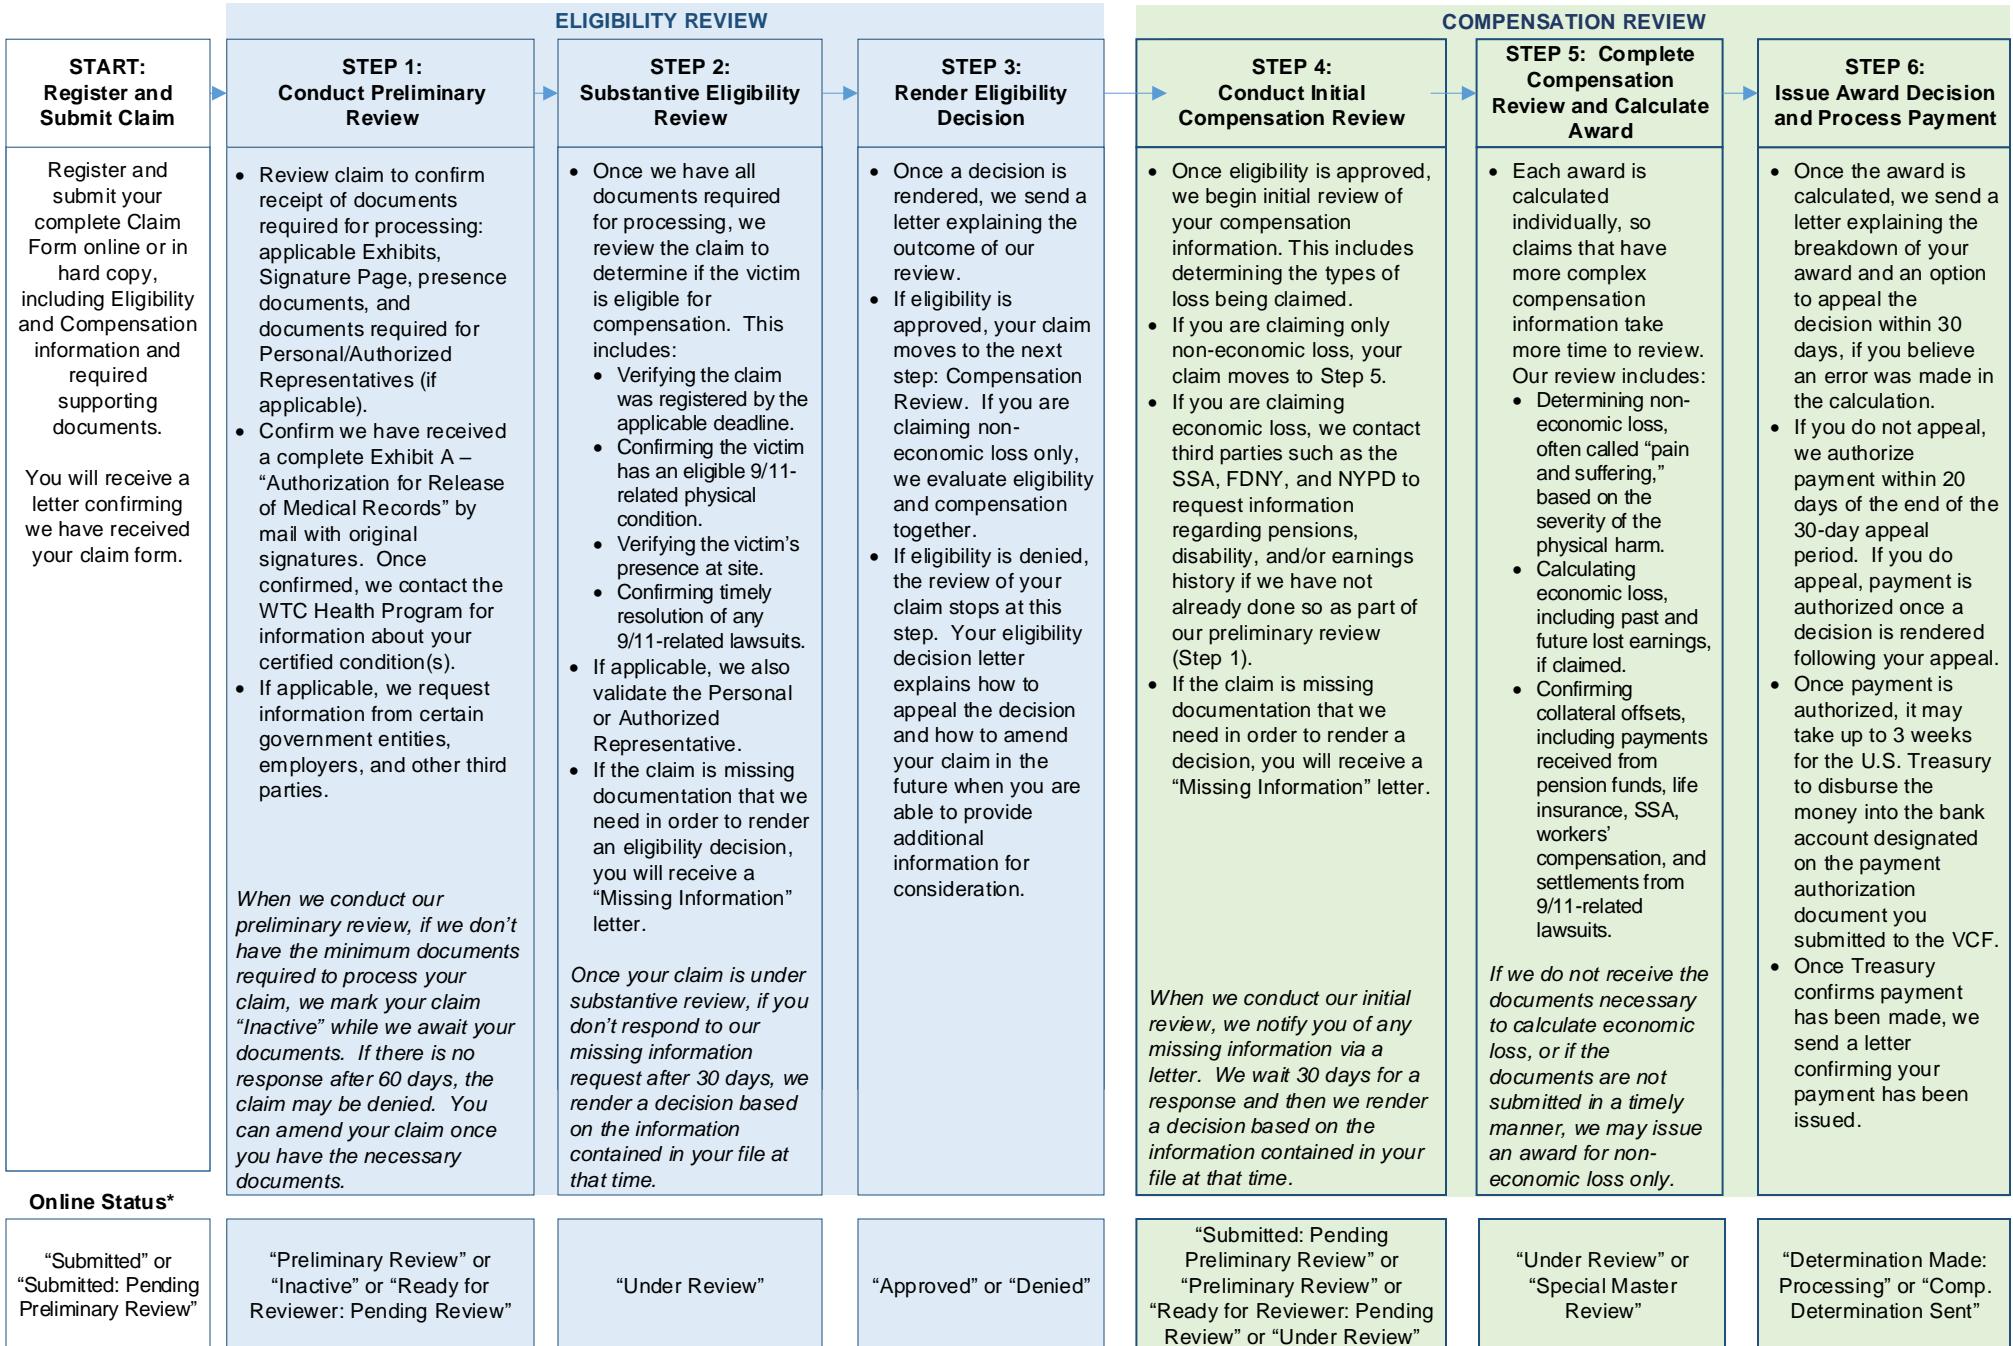 ELIGIBILITY REVIEW
COMPENSATION REVIEW
START:
Register and
Submit Claim
Register and
submit your
complete Claim
Form online or in
hard copy,
including Eligibility
and Compensation
information and
required
supporting
documents.
You will receive a
letter confirming
we have received
your claim form.
STEP 1:
Conduct Preliminary
Review
• Review claim to confirm
receipt of documents
required for processing:
applicable Exhibits,
Signature Page, presence
documents, and
documents required for
Personal/Authorized
Representatives (if
applicable).
• Confirm we have received
a complete Exhibit A –
“Authorization for Release
of Medical Records” by
mail with original
signatures. Once
confirmed, we contact the
WTC Health Program for
information about your
certified condition(s).
• If applicable, we request
information from certain
government entities,
employers, and other third
parties.
When we conduct our
preliminary review, if we don’t
have the minimum documents
required to process your
claim, we mark your claim
“Inactive” while we await your
documents. If there is no
response after 60 days, the
claim may be denied. You
can amend your claim once
you have the necessary
documents.
STEP 2:
Substantive Eligibility
Review
• Once we have all
documents required
for processing, we
review the claim to
determine if the victim
is eligible for
compensation. This
includes:
• Verifying the claim
was registered by the
applicable deadline.
• Confirming the victim
has an eligible 9/11-
related physical
condition.
• Verifying the victim’s
presence at site.
• Confirming timely
resolution of any
9/11-related lawsuits.
• If applicable, we also
validate the Personal
or Authorized
Representative.
• If the claim is missing
documentation that we
need in order to render
an eligibility decision,
you will receive a
“Missing Information”
letter.
Once your claim is under
substantive review, if you
don’t respond to our
missing information
request after 30 days, we
render a decision based
on the information
contained in your file at
that time.
STEP 3:
Render Eligibility
Decision
• Once a decision is
rendered, we send a
letter explaining the
outcome of our
review.
• If eligibility is
approved, your claim
moves to the next
step: Compensation
Review. If you are
claiming non-
economic loss only,
we evaluate eligibility
and compensation
together.
• If eligibility is denied,
the review of your
claim stops at this
step. Your eligibility
decision letter
explains how to
appeal the decision
and how to amend
your claim in the
future when you are
able to provide
additional
information for
consideration.
STEP 4:
Conduct Initial
Compensation Review
• Once eligibility is approved,
we begin initial review of
your compensation
information. This includes
determining the types of
loss being claimed.
• If you are claiming only
non-economic loss, your
claim moves to Step 5.
• If you are claiming
economic loss, we contact
third parties such as the
SSA, FDNY, and NYPD to
request information
regarding pensions,
disability, and/or earnings
history if we have not
already done so as part of
our preliminary review
(Step 1).
• If the claim is missing
documentation that we
need in order to render a
decision, you will receive a
“Missing Information” letter.
When we conduct our initial
review, we notify you of any
missing information via a
letter. We wait 30 days for a
response and then we render
a decision based on the
information contained in your
file at that time.
STEP 5: Complete
Compensation
Review and Calculate
Award
• Each award is
calculated
individually, so
claims that have
more complex
compensation
information take
more time to review.
Our review includes:
• Determining non-
economic loss,
often called “pain
and suffering,”
based on the
severity of the
physical harm.
• Calculating
economic loss,
including past and
future lost earnings,
if claimed.
• Confirming
collateral offsets,
including payments
received from
pension funds, life
insurance, SSA,
workers’
compensation, and
settlements from
9/11-related
lawsuits.
If we do not receive the
documents necessary
to calculate economic
loss, or if the
documents are not
submitted in a timely
manner, we may issue
an award for non-
economic loss only.
STEP 6:
Issue Award Decision
and Process Payment
• Once the award is
calculated, we send a
letter explaining the
breakdown of your
award and an option
to appeal the
decision within 30
days, if you believe
an error was made in
the calculation.
• If you do not appeal,
we authorize
payment within 20
days of the end of the
30-day appeal
period. If you do
appeal, payment is
authorized once a
decision is rendered
following your appeal.
• Once payment is
authorized, it may
take up to 3 weeks
for the U.S. Treasury
to disburse the
money into the bank
account designated
on the payment
authorization
document you
submitted to the VCF.
• Once Treasury
confirms payment
has been made, we
send a letter
confirming your
payment has been
issued.
Online Status*
“Submitted” or
“Submitted: Pending
Preliminary Review”
“Preliminary Review” or
“Inactive” or “Ready for
Reviewer: Pending Review”
“Under Review”
“Approved” or “Denied”
“Submitted: Pending
Preliminary Review” or
“Preliminary Review” or
“Ready for Reviewer: Pending
Review” or “Under Review”
“Under Review” or
“Special Master
Review”
“Determination Made:
Processing” or “Comp.
Determination Sent”